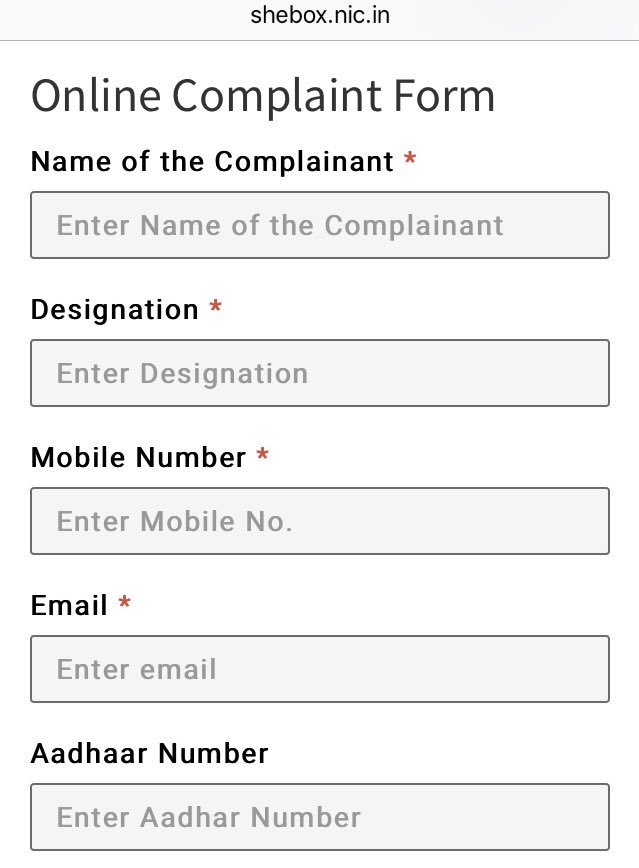 shebox.nic.in
Online Complaint Form
Name of the Complainant *
Enter Name of the Complainant
Designation *
Enter Designation
Mobile Number *
Enter Mobile No.
Email *
Enter email
Aadhaar Number
Enter Aadhar Number